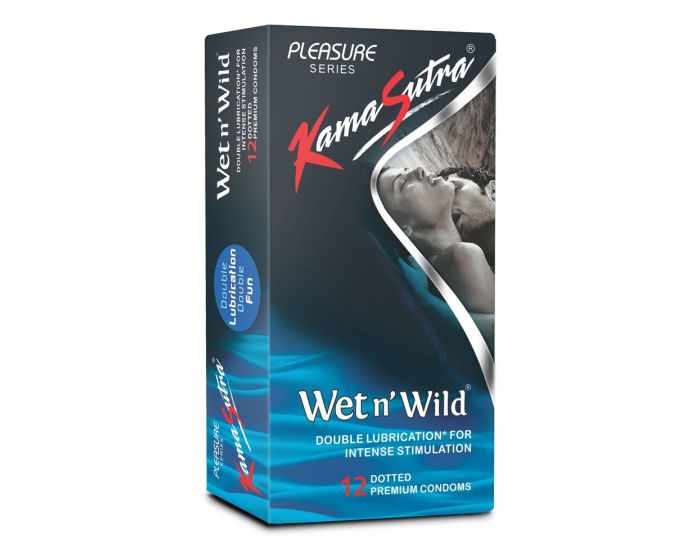 PLEASURE
SERIES
KamaSutra®
Wet n' Wild®
DOUBLE LUBRICATION* FOR
INTENSE STIMULATION
12 DOTTED
PREMIUM CONDOMS
Wet n' Wild
DOUBLE LUBRICATION* FOR
INTENSE STIMULATION
12 DOTTED
PREMIUM CONDOMS
Double
Lubrication
Double
Fun
PLEASURE
SERIES
KamaSutra